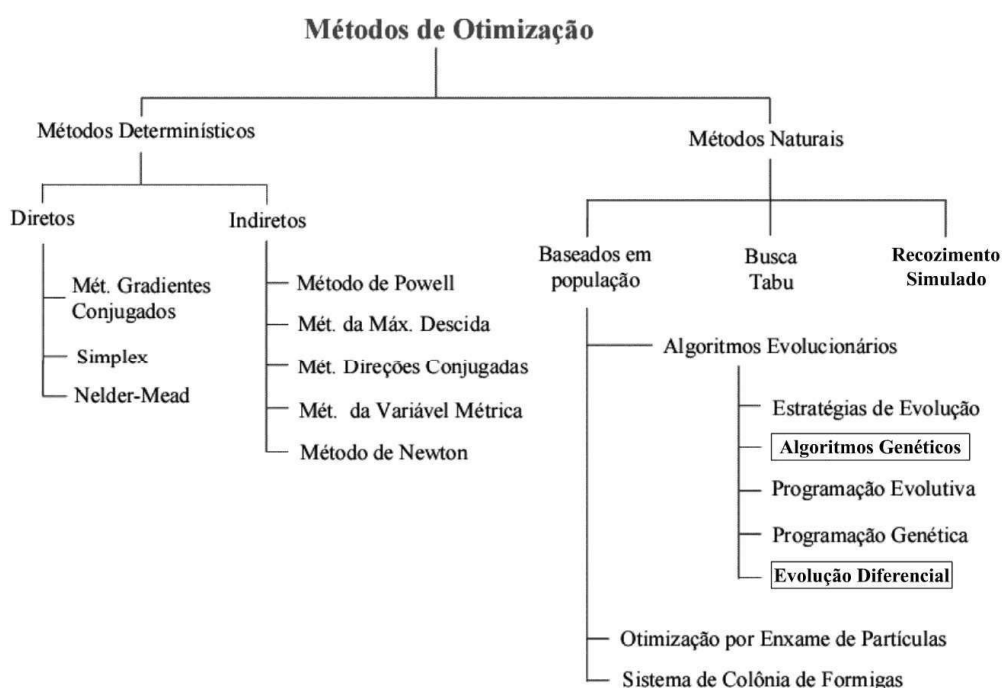 Métodos de Otimização
Métodos Determinísticos
Métodos Naturais
Diretos
Indiretos
Baseados em
população
Busca
Tabu
Recozimento
Simulado
Mét. Gradientes
Conjugados
Simplex
Nelder-Mead
Método de Powell
Mét. da Máx. Descida
Mét. Direções Conjugadas
Mét. da Variável Métrica
Método de Newton
Algoritmos Evolucionários
Estratégias de Evolução
Algoritmos Genéticos
Programação Evolutiva
Programação Genética
Evolução Diferencial
Otimização por Enxame de Partículas
Sistema de Colônia de Formigas